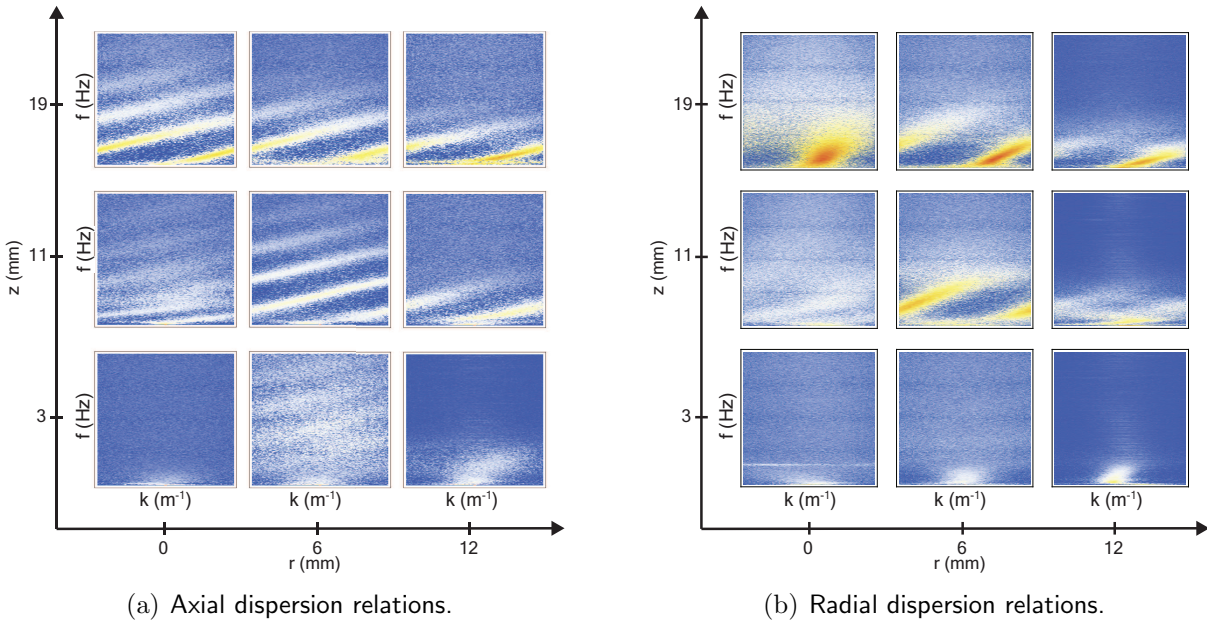 f (Hz)
19
f (Hz)
z (mm)
11
f (Hz)
3
k (m⁻¹) k (m⁻¹) k (m⁻¹)
0 6 12
r (mm)
(a) Axial dispersion relations.
f (Hz)
19
f (Hz)
z (mm)
11
f (Hz)
3
k (m⁻¹) k (m⁻¹) k (m⁻¹)
0 6 12
r (mm)
(b) Radial dispersion relations.